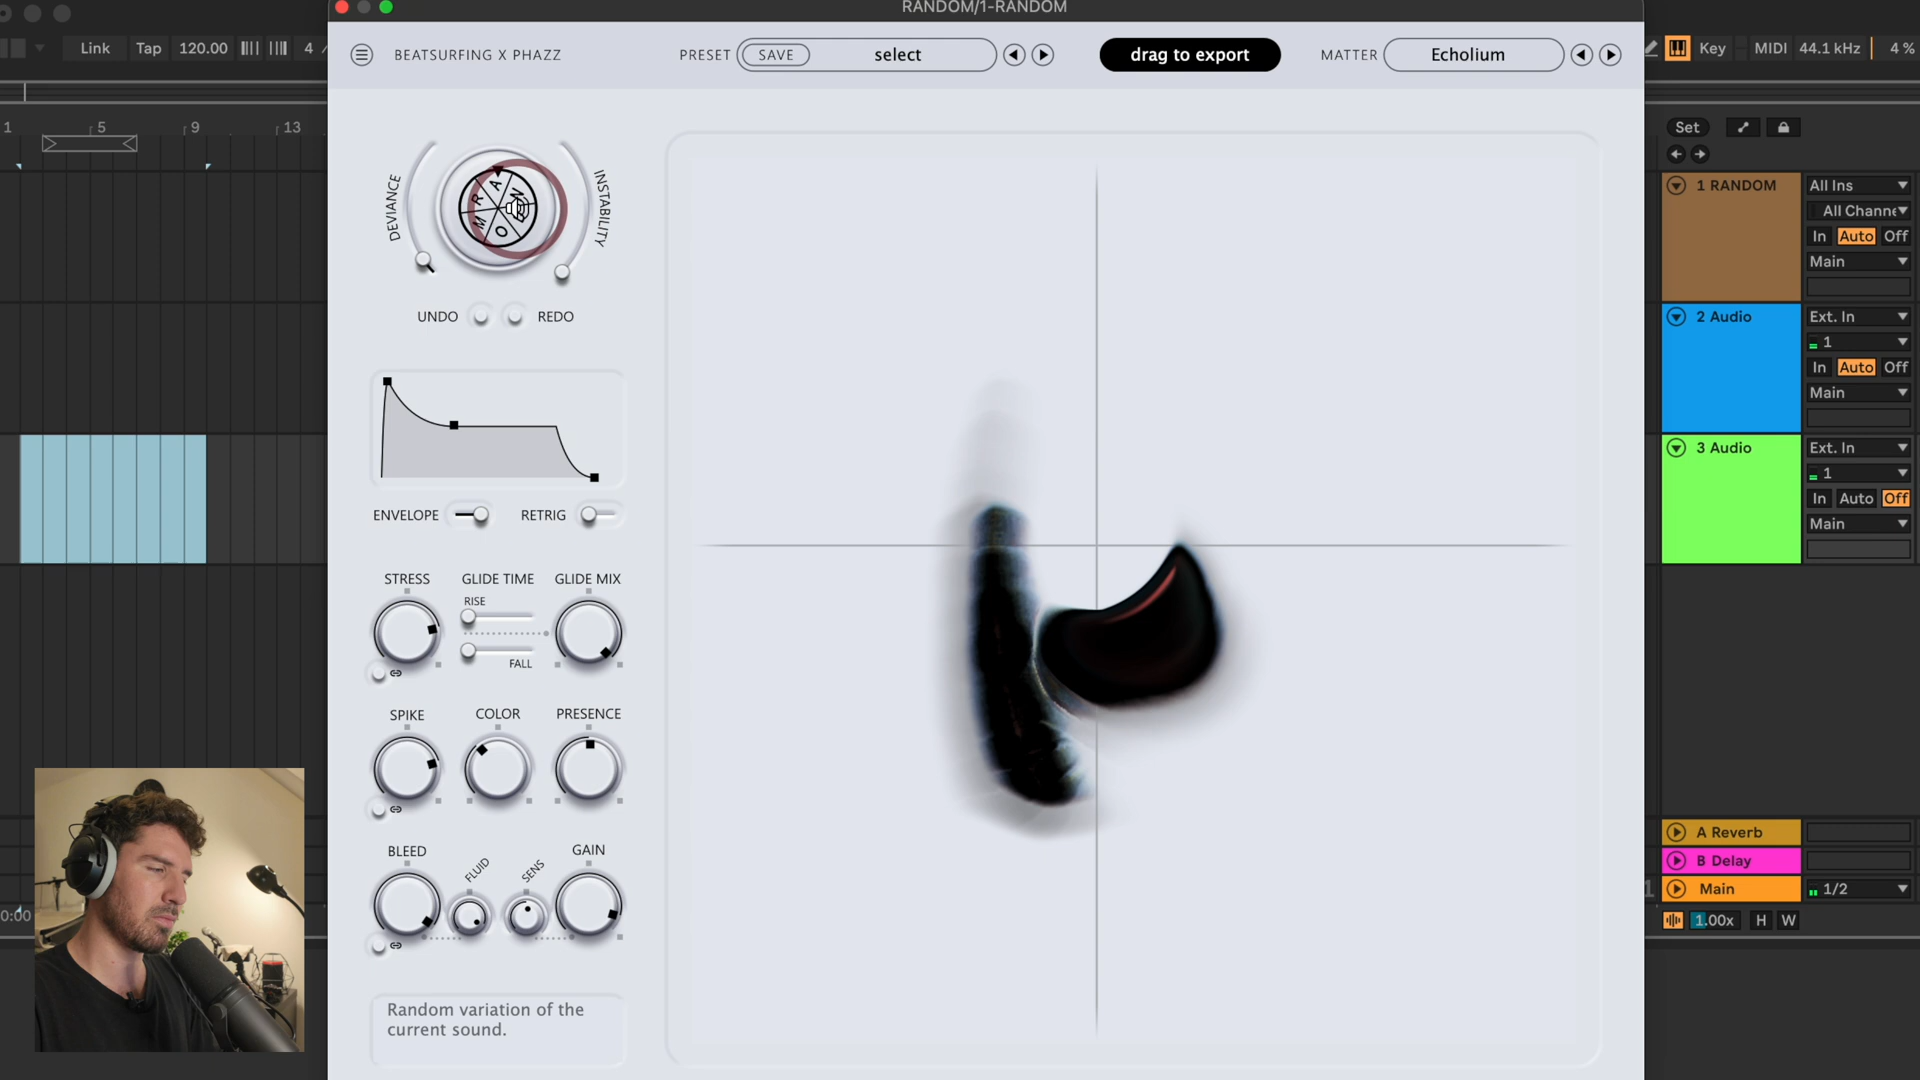 RANDOM/1-RANDOM
Link Tap 120.00 4 /
BEATSURFING X PHAZZ PRESET SAVE select drag to export MATTER Echolium
Key MIDI 44.1 kHz 4 %
1 5 9 13
Set
DEVIANCE
INSTABILITY
R A N D O M
UNDO REDO
ENVELOPE RETRIG
STRESS GLIDE TIME GLIDE MIX
RISE
FALL
SPIKE COLOR PRESENCE
BLEED FLUID SENS GAIN
Random variation of the
current sound.
1 RANDOM All Ins
All Channe
In Auto Off
Main
2 Audio Ext. In
1
In Auto Off
Main
3 Audio Ext. In
1
In Auto Off
Main
A Reverb
B Delay
Main 1/2
1.00x H W
0:00